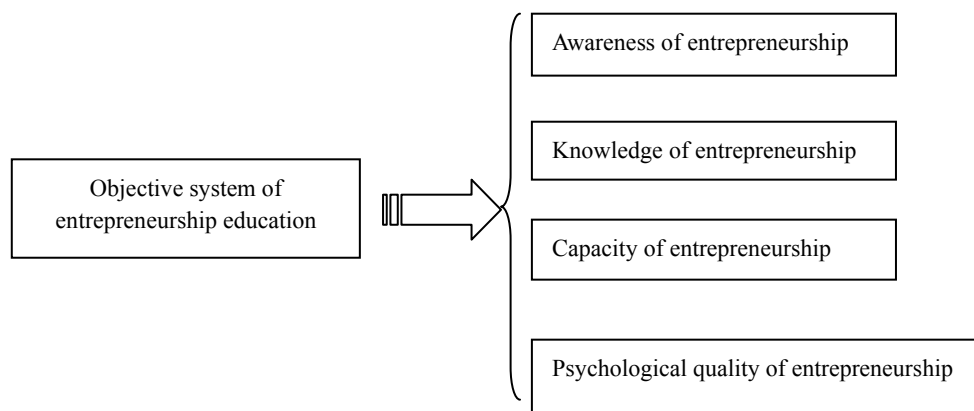 Awareness of entrepreneurship
Knowledge of entrepreneurship
Objective system of
entrepreneurship education
Capacity of entrepreneurship
Psychological quality of entrepreneurship